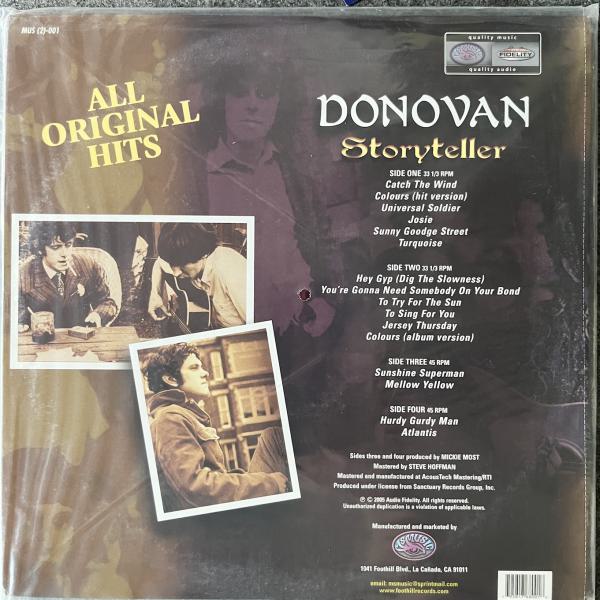 MUS (2)-001
quality music
FIDELITY
quality audio
ALL
ORIGINAL
HITS
DONOVAN
Storyteller
SIDE ONE 33 1/3 RPM
Catch The Wind
Colours (hit version)
Universal Soldier
Josie
Sunny Goodge Street
Turquoise
SIDE TWO 33 1/3 RPM
Hey Gyp (Dig The Slowness)
You're Gonna Need Somebody On Your Bond
To Try For The Sun
To Sing For You
Jersey Thursday
Colours (album version)
SIDE THREE 45 RPM
Sunshine Superman
Mellow Yellow
SIDE FOUR 45 RPM
Hurdy Gurdy Man
Atlantis
Sides three and four produced by MICKIE MOST
Mastered by STEVE HOFFMAN
Mastered and manufactured at AcousTech Mastering/RTI
Produced under license from Sanctuary Records Group, Inc.
℗ © 2005 Audio Fidelity. All rights reserved.
Unauthorized duplication is a violation of applicable laws.
Manufactured and marketed by
MSMUSIC
1041 Foothill Blvd., La Cañada, CA 91011
email: msmusic@sprintmail.com
www.foothillrecords.com